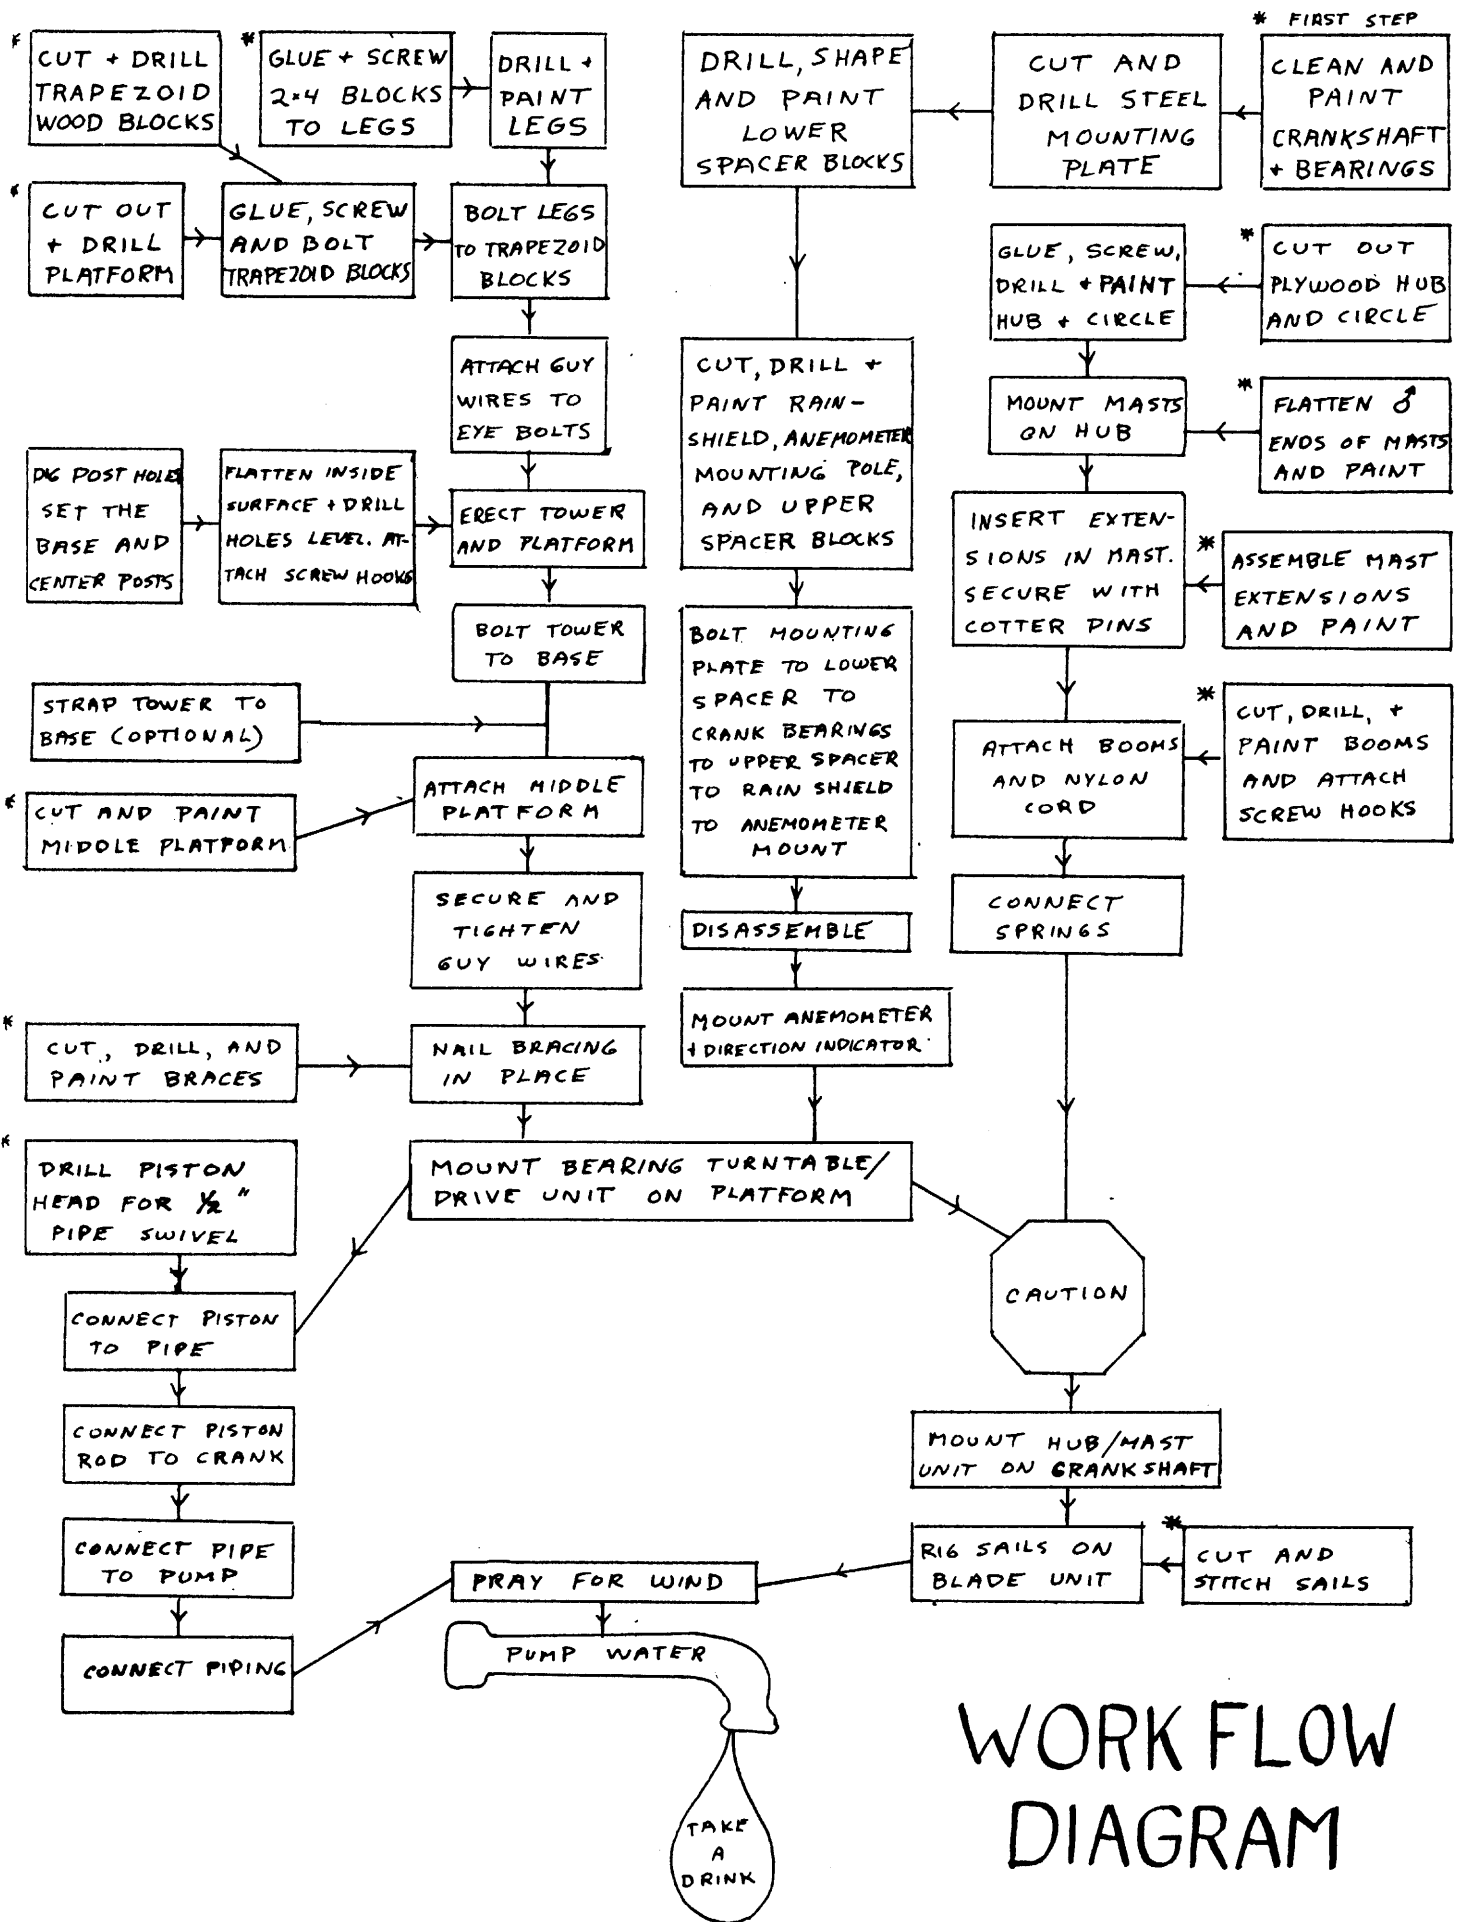 * FIRST STEP
*
CUT + DRILL
TRAPEZOID
WOOD BLOCKS
*
GLUE + SCREW
2×4 BLOCKS
TO LEGS
DRILL +
PAINT
LEGS
DRILL, SHAPE
AND PAINT
LOWER
SPACER BLOCKS
CUT AND
DRILL STEEL
MOUNTING
PLATE
CLEAN AND
PAINT
CRANKSHAFT
+ BEARINGS
*
CUT OUT
+ DRILL
PLATFORM
GLUE, SCREW
AND BOLT
TRAPEZOID BLOCKS
BOLT LEGS
TO TRAPEZOID
BLOCKS
GLUE, SCREW,
DRILL + PAINT
HUB + CIRCLE
*
CUT OUT
PLYWOOD HUB
AND CIRCLE
ATTACH GUY
WIRES TO
EYE BOLTS
CUT, DRILL +
PAINT RAIN-
SHIELD, ANEMOMETER
MOUNTING POLE,
AND UPPER
SPACER BLOCKS
MOUNT MASTS
ON HUB
*
FLATTEN ♂
ENDS OF MASTS
AND PAINT
DIG POST HOLES
SET THE
BASE AND
CENTER POSTS
FLATTEN INSIDE
SURFACE + DRILL
HOLES LEVEL. AT-
TACH SCREW HOOKS
ERECT TOWER
AND PLATFORM
INSERT EXTEN-
SIONS IN MAST.
SECURE WITH
COTTER PINS
*
ASSEMBLE MAST
EXTENSIONS
AND PAINT
BOLT TOWER
TO BASE
BOLT MOUNTING
PLATE TO LOWER
SPACER TO
CRANK BEARINGS
TO UPPER SPACER
TO RAIN SHIELD
TO ANEMOMETER
MOUNT
STRAP TOWER TO
BASE (OPTIONAL)
ATTACH BOOMS
AND NYLON
CORD
*
CUT, DRILL, +
PAINT BOOMS
AND ATTACH
SCREW HOOKS
*
CUT AND PAINT
MIDDLE PLATFORM
ATTACH MIDDLE
PLATFORM
SECURE AND
TIGHTEN
GUY WIRES
DISASSEMBLE
CONNECT
SPRINGS
*
CUT, DRILL, AND
PAINT BRACES
NAIL BRACING
IN PLACE
MOUNT ANEMOMETER
+ DIRECTION INDICATOR
*
DRILL PISTON
HEAD FOR 1/2"
PIPE SWIVEL
MOUNT BEARING TURNTABLE/
DRIVE UNIT ON PLATFORM
CAUTION
CONNECT PISTON
TO PIPE
CONNECT PISTON
ROD TO CRANK
MOUNT HUB/MAST
UNIT ON CRANKSHAFT
CONNECT PIPE
TO PUMP
PRAY FOR WIND
RIG SAILS ON
BLADE UNIT
*
CUT AND
STITCH SAILS
CONNECT PIPING
PUMP WATER
TAKE
A
DRINK
WORK FLOW
DIAGRAM